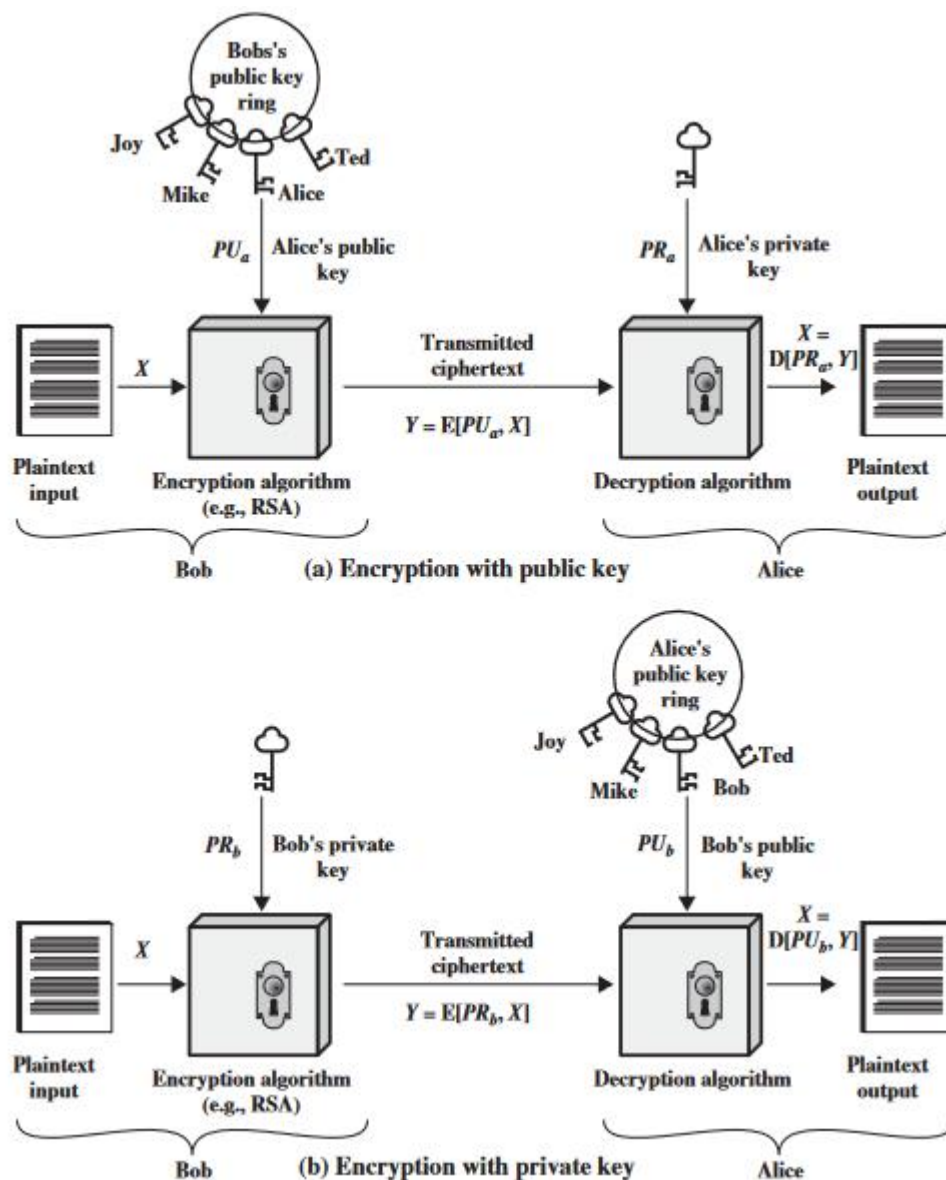 Bobs's
public key
ring
Joy
Ted
Mike
Alice
PUa
Alice's public
key
PRa
Alice's private
key
X
Transmitted
ciphertext
X =
D[PRa, Y]
Y = E[PUa, X]
Plaintext
input
Encryption algorithm
(e.g., RSA)
Decryption algorithm
Plaintext
output
Bob
(a) Encryption with public key
Alice
Alice's
public key
ring
Joy
Ted
Mike
Bob
PRb
Bob's private
key
PUb
Bob's public
key
X
Transmitted
ciphertext
X =
D[PUb, Y]
Y = E[PRb, X]
Plaintext
input
Encryption algorithm
(e.g., RSA)
Decryption algorithm
Plaintext
output
Bob
(b) Encryption with private key
Alice